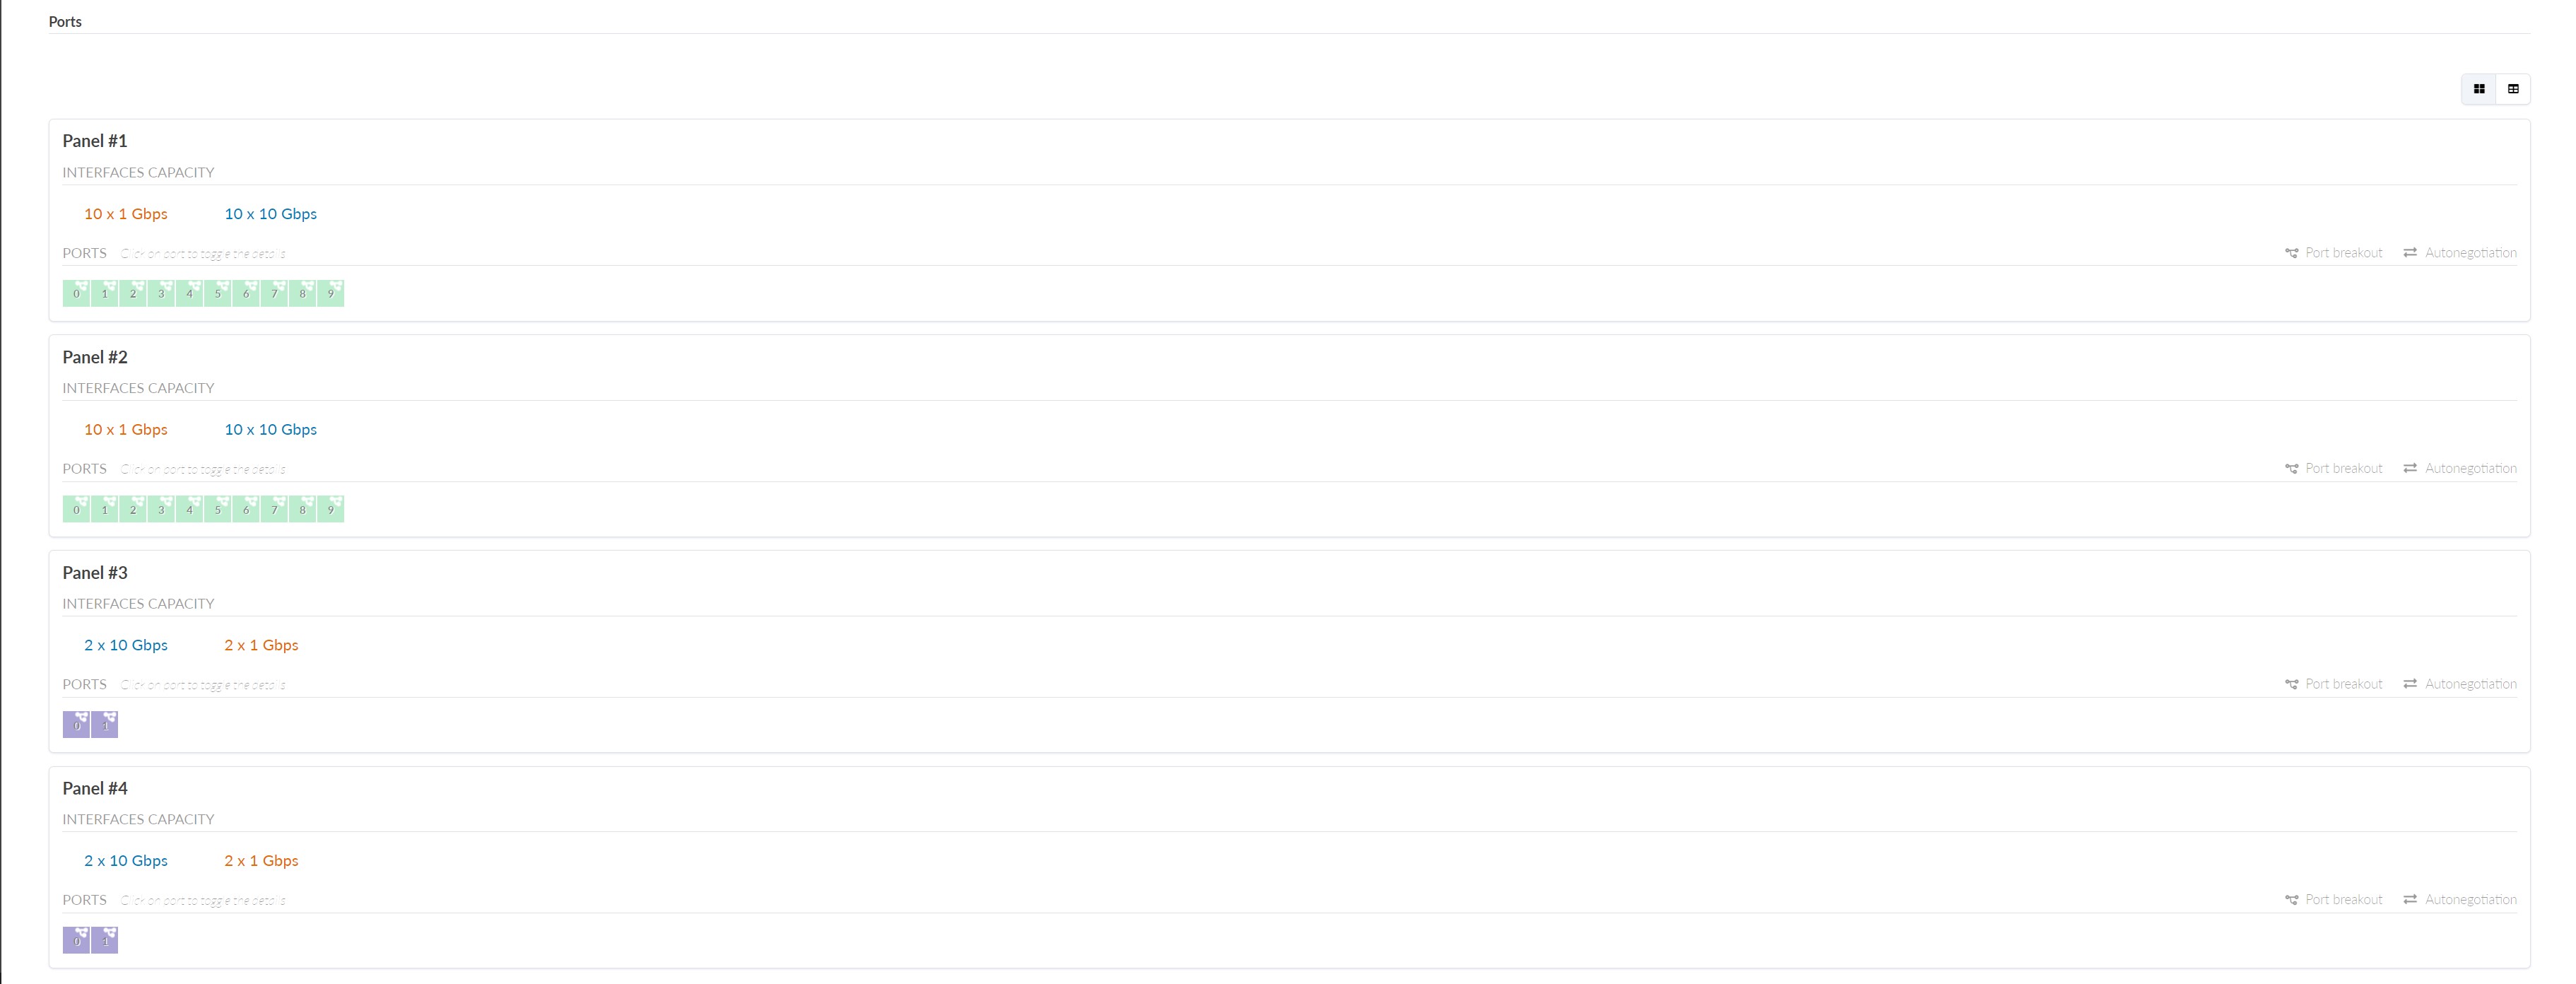 Ports
Panel #1
INTERFACES CAPACITY
10 x 1 Gbps 10 x 10 Gbps
PORTS Click on port to toggle the details Port breakout Autonegotiation
0 1 2 3 4 5 6 7 8 9
Panel #2
INTERFACES CAPACITY
10 x 1 Gbps 10 x 10 Gbps
PORTS Click on port to toggle the details Port breakout Autonegotiation
0 1 2 3 4 5 6 7 8 9
Panel #3
INTERFACES CAPACITY
2 x 10 Gbps 2 x 1 Gbps
PORTS Click on port to toggle the details Port breakout Autonegotiation
0 1
Panel #4
INTERFACES CAPACITY
2 x 10 Gbps 2 x 1 Gbps
PORTS Click on port to toggle the details Port breakout Autonegotiation
0 1